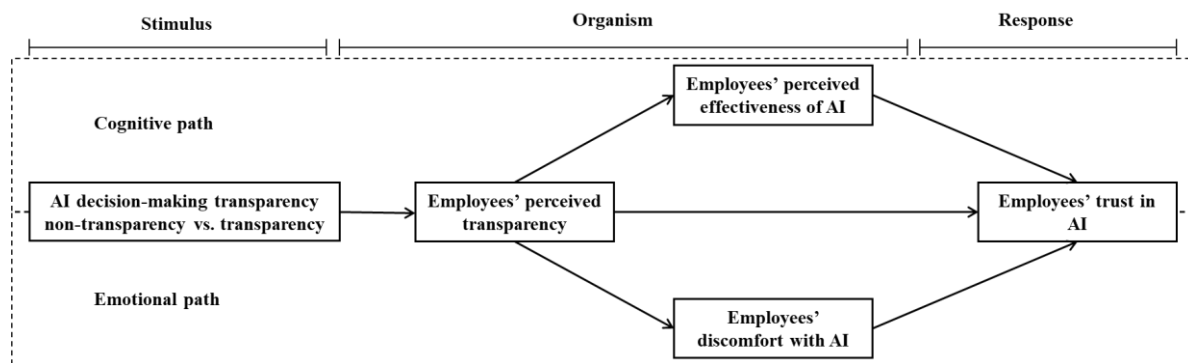 Stimulus
Organism
Response
Employees’ perceived
effectiveness of AI
Cognitive path
AI decision-making transparency
non-transparency vs. transparency
Employees’ perceived
transparency
Employees’ trust in
AI
Emotional path
Employees’
discomfort with AI